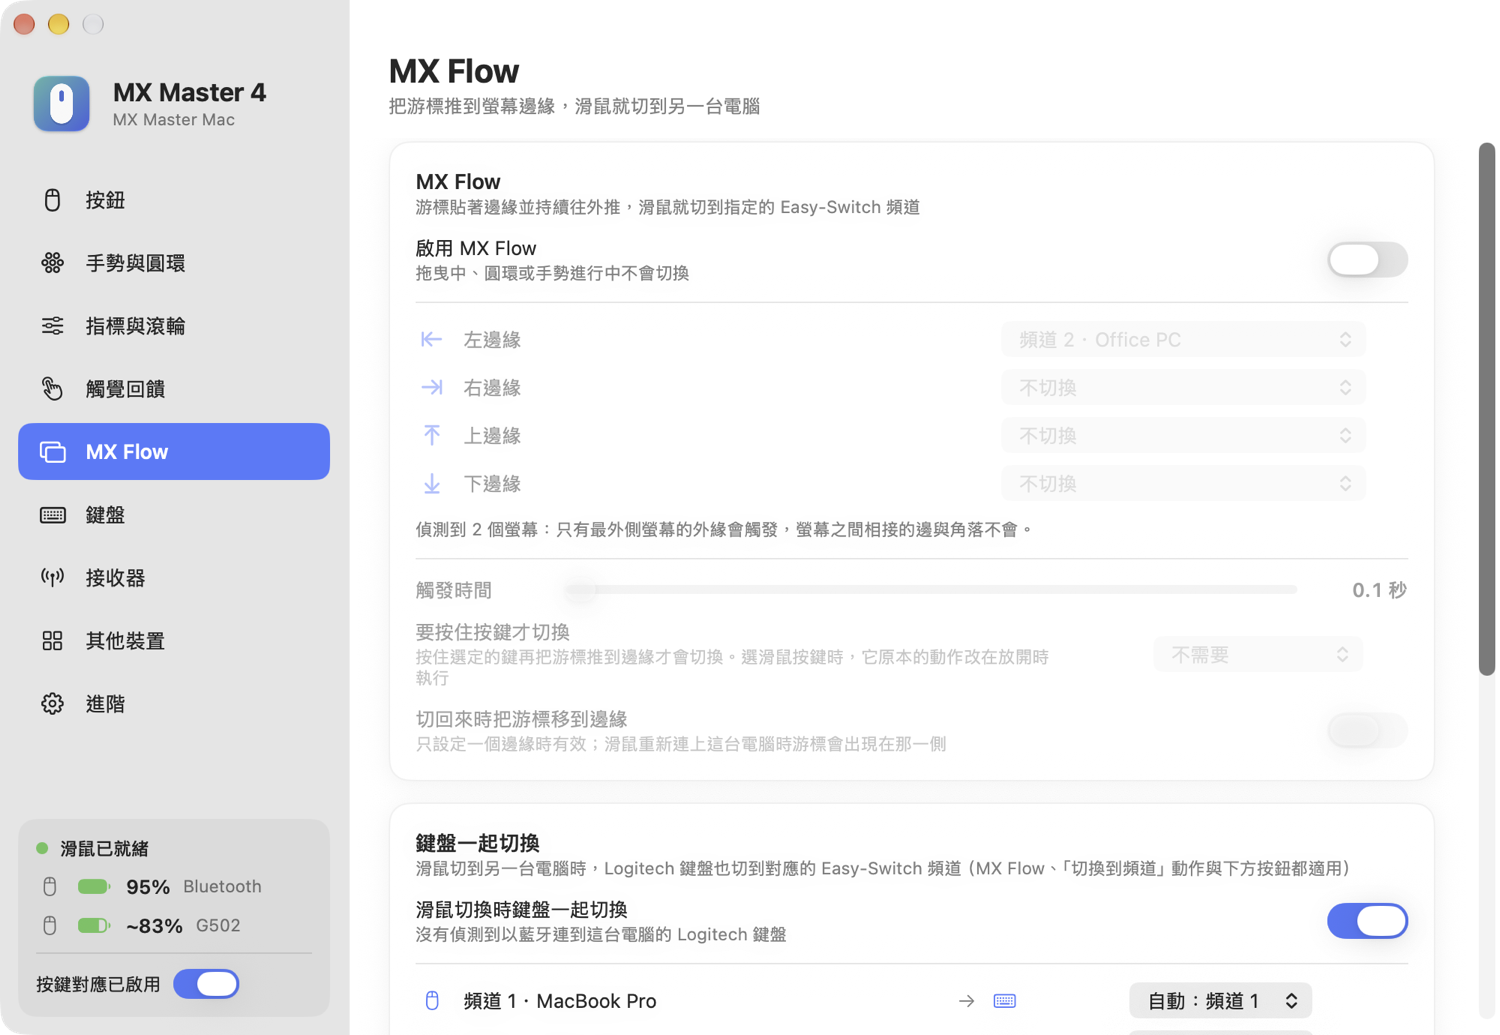 MX Master 4
MX Master Mac
按鈕
手勢與圓環
指標與滾輪
觸覺回饋
MX Flow
鍵盤
接收器
其他裝置
進階
滑鼠已就緒
95% Bluetooth
~83% G502
按鍵對應已啟用
MX Flow
把游標推到螢幕邊緣，滑鼠就切到另一台電腦
MX Flow
游標貼著邊緣並持續往外推，滑鼠就切到指定的 Easy-Switch 頻道
啟用 MX Flow
拖曳中、圓環或手勢進行中不會切換
左邊緣 頻道 2・Office PC
右邊緣 不切換
上邊緣 不切換
下邊緣 不切換
偵測到 2 個螢幕：只有最外側螢幕的外緣會觸發，螢幕之間相接的邊與角落不會。
觸發時間 0.1 秒
要按住按鍵才切換
按住選定的鍵再把游標推到邊緣才會切換。選滑鼠按鍵時，它原本的動作改在放開時
執行
不需要
切回來時把游標移到邊緣
只設定一個邊緣時有效；滑鼠重新連上這台電腦時游標會出現在那一側
鍵盤一起切換
滑鼠切到另一台電腦時，Logitech 鍵盤也切到對應的 Easy-Switch 頻道（MX Flow、「切換到頻道」動作與下方按鈕都適用）
滑鼠切換時鍵盤一起切換
沒有偵測到以藍牙連到這台電腦的 Logitech 鍵盤
頻道 1・MacBook Pro → 自動：頻道 1